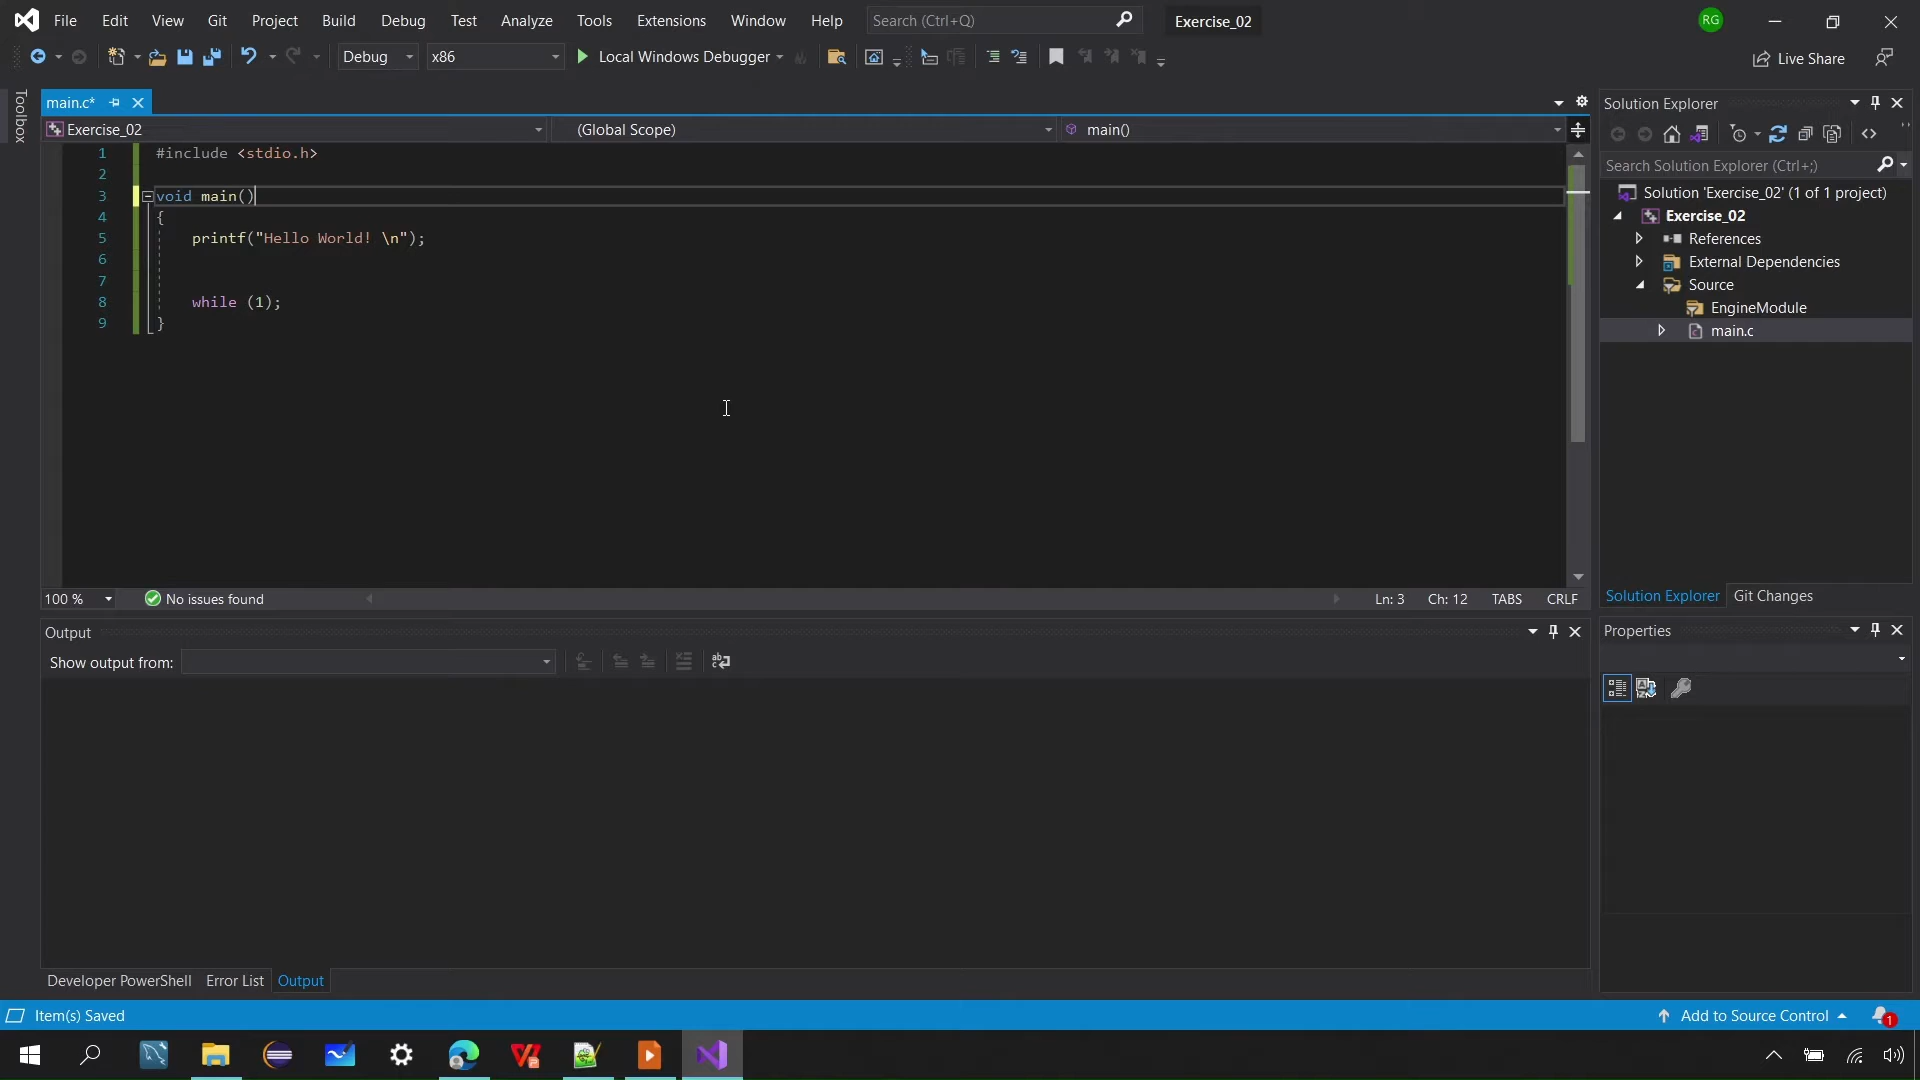 File Edit View Git Project Build Debug Test Analyze Tools Extensions Window Help Search (Ctrl+Q) Exercise_02 RG
Debug x86 Local Windows Debugger Live Share
Toolbox
main.c*
Exercise_02 (Global Scope) main()
1 #include <stdio.h>
2
3 void main()
4 {
5 printf("Hello World! \n");
6
7
8 while (1);
9 }
100 % No issues found Ln: 3 Ch: 12 TABS CRLF
Output
Show output from:
Developer PowerShell Error List Output
Solution Explorer
Search Solution Explorer (Ctrl+;)
Solution 'Exercise_02' (1 of 1 project)
Exercise_02
References
External Dependencies
Source
EngineModule
main.c
Solution Explorer Git Changes
Properties
Item(s) Saved Add to Source Control 1